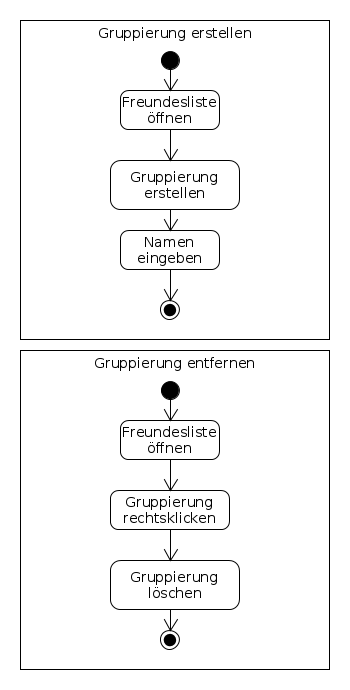 Gruppierung erstellen
Freundesliste
öffnen
Gruppierung
erstellen
Namen
eingeben
Gruppierung entfernen
Freundesliste
öffnen
Gruppierung
rechtsklicken
Gruppierung
löschen